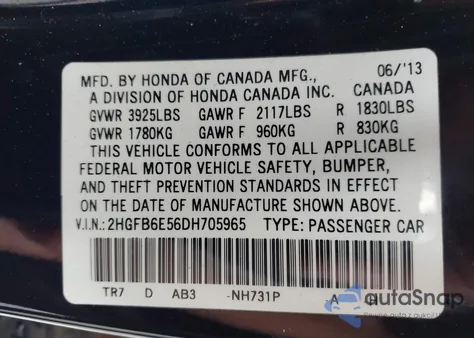 MFD. BY HONDA OF CANADA MFG., 06/'13
A DIVISION OF HONDA CANADA INC. CANADA
GVWR 3925LBS GAWR F 2117LBS R 1830LBS
GVWR 1780KG GAWR F 960KG R 830KG
THIS VEHICLE CONFORMS TO ALL APPLICABLE
FEDERAL MOTOR VEHICLE SAFETY, BUMPER,
AND THEFT PREVENTION STANDARDS IN EFFECT
ON THE DATE OF MANUFACTURE SHOWN ABOVE.
V.I.N.: 2HGFB6E56DH705965 TYPE: PASSENGER CAR
TR7 D AB3 -NH731P A
autoSnap